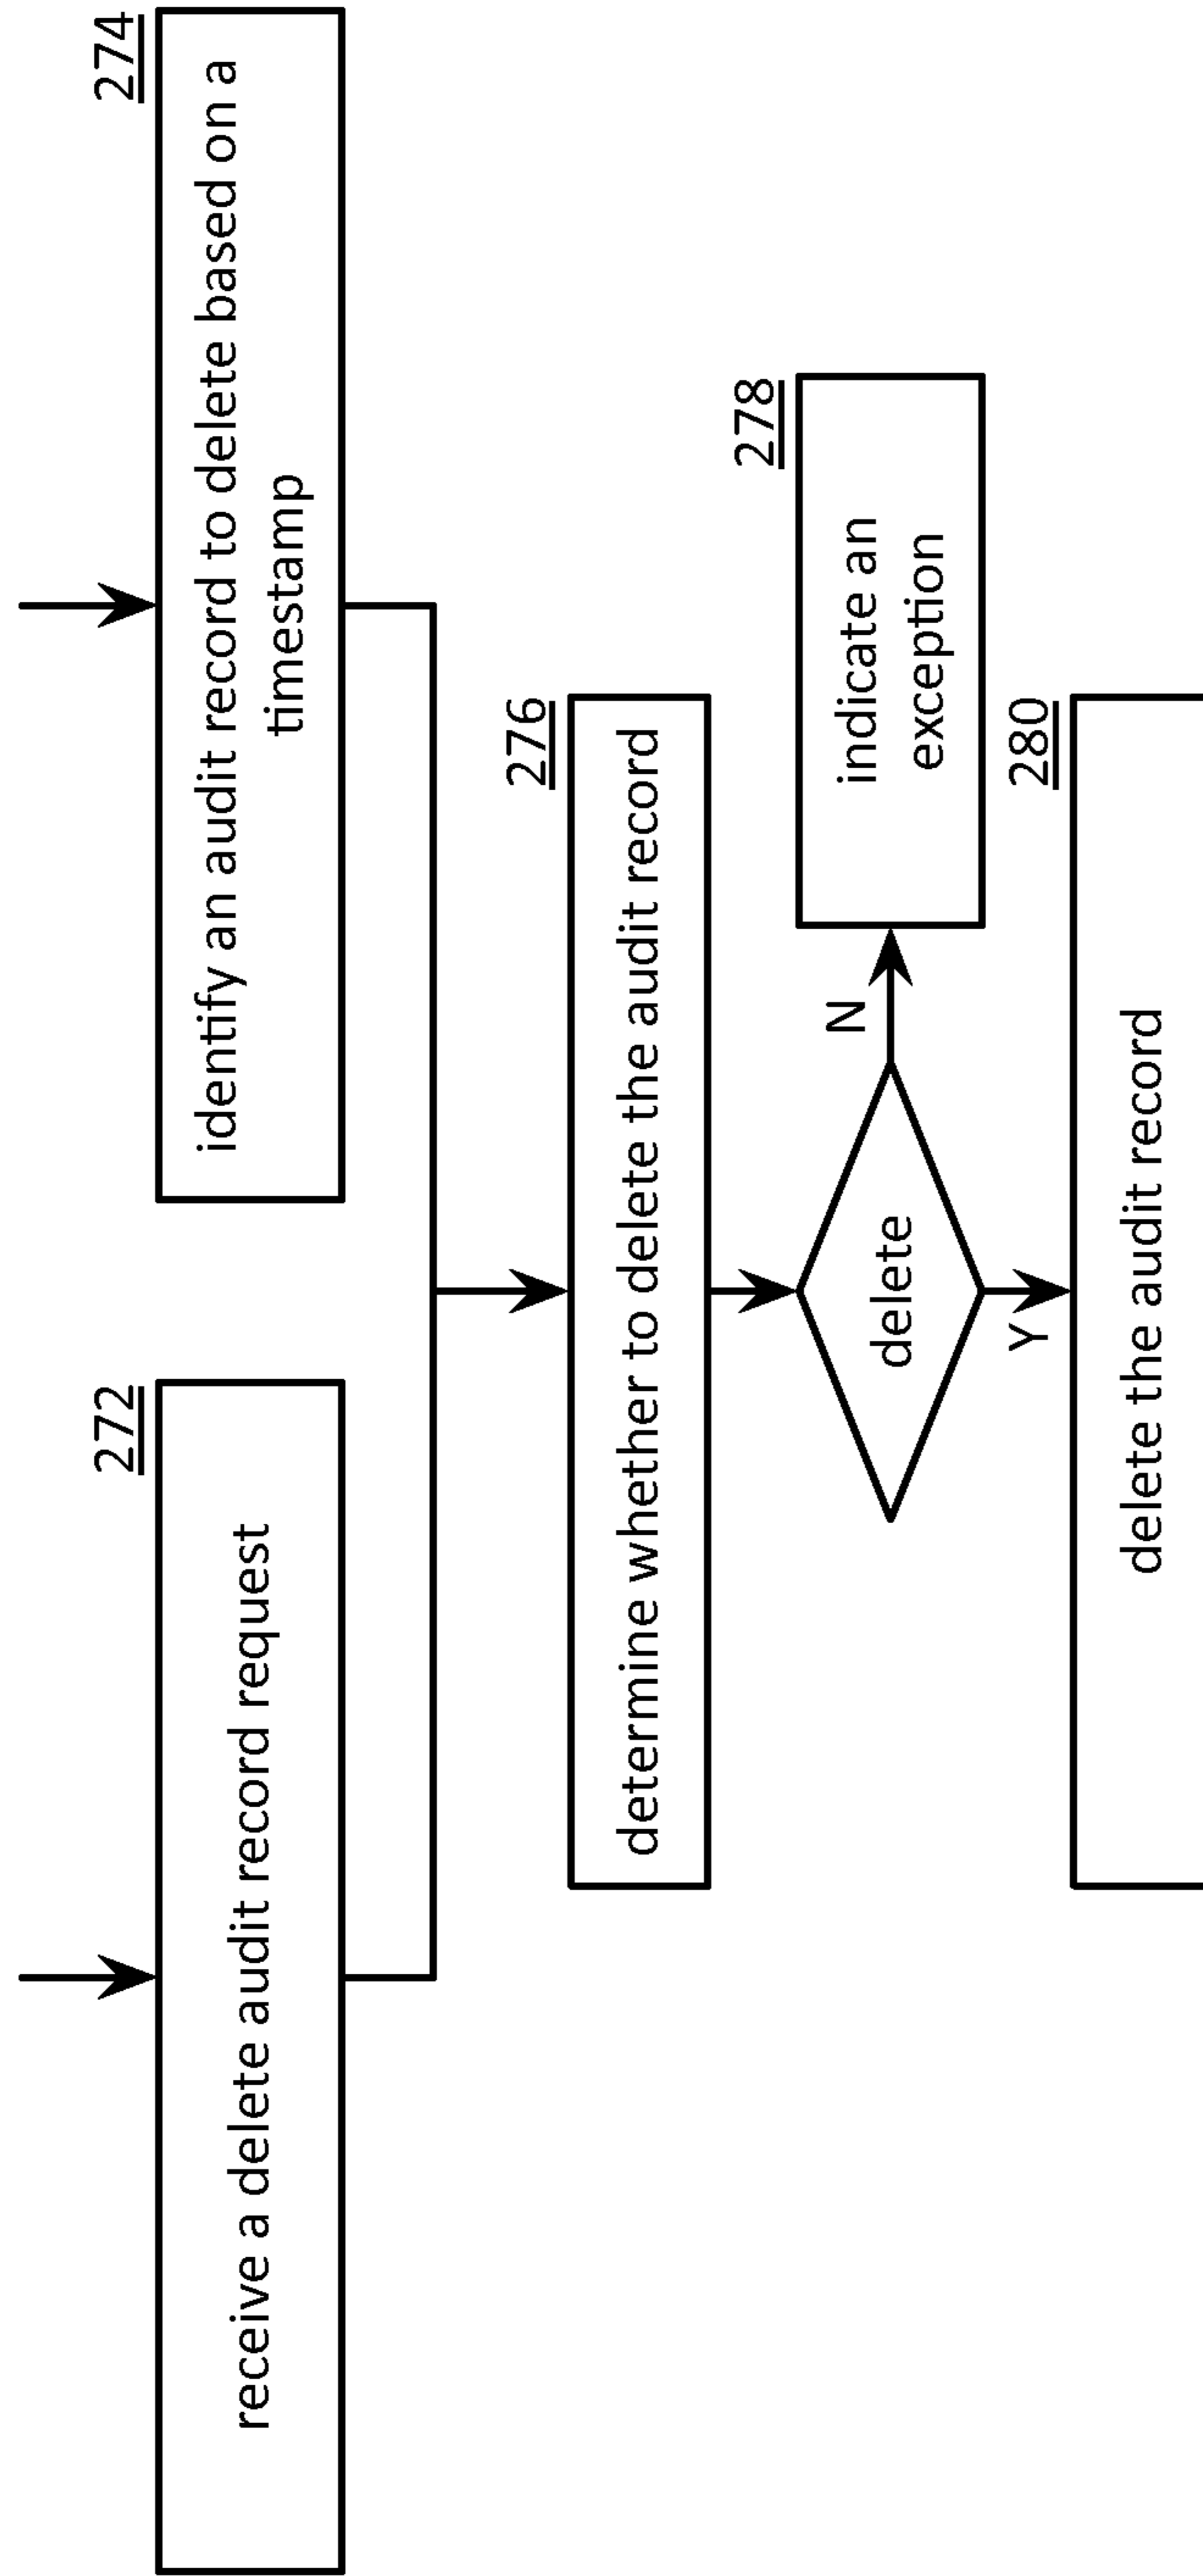 272
receive a delete audit record request
274
identify an audit record to delete based on a
timestamp
276
determine whether to delete the audit record
delete
N
278
indicate an
exception
Y
280
delete the audit record